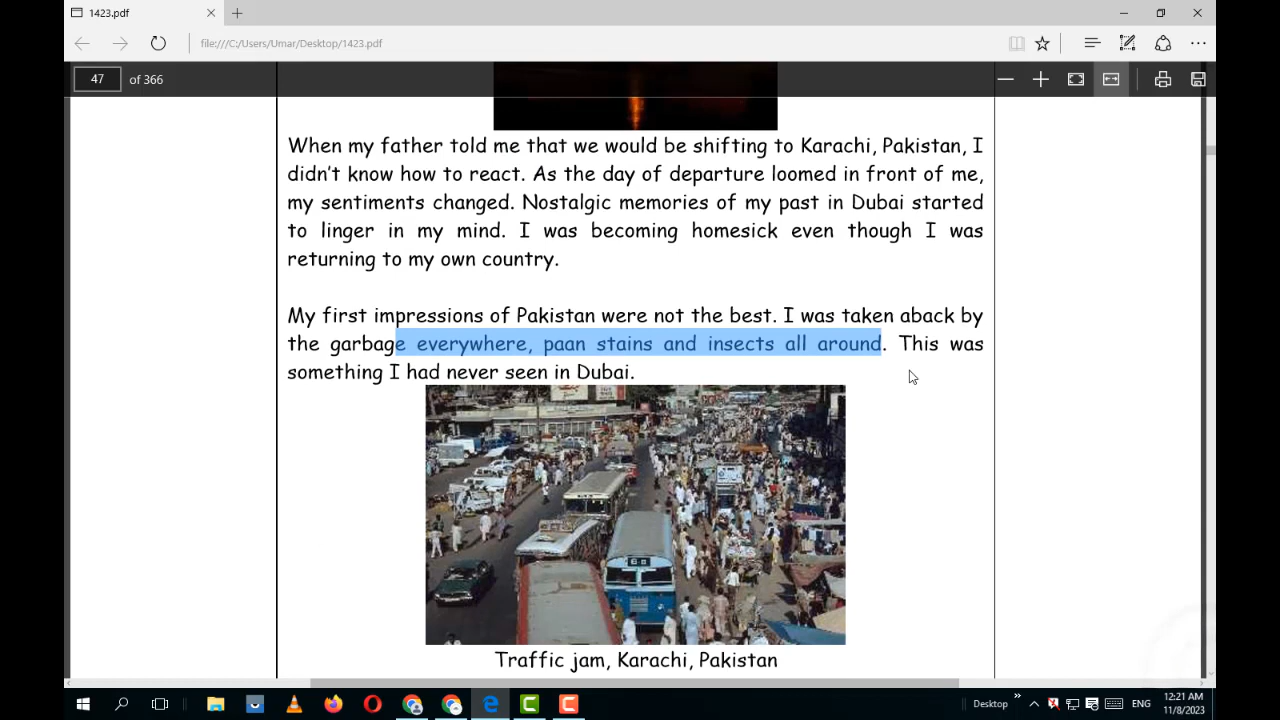 1423.pdf
file:///C:/Users/Umar/Desktop/1423.pdf
47 of 366
When my father told me that we would be shifting to Karachi, Pakistan, I
didn't know how to react. As the day of departure loomed in front of me,
my sentiments changed. Nostalgic memories of my past in Dubai started
to linger in my mind. I was becoming homesick even though I was
returning to my own country.
My first impressions of Pakistan were not the best. I was taken aback by
the garbage everywhere, paan stains and insects all around. This was
something I had never seen in Dubai.
Traffic jam, Karachi, Pakistan
Desktop
ENG
12:21 AM
11/8/2023